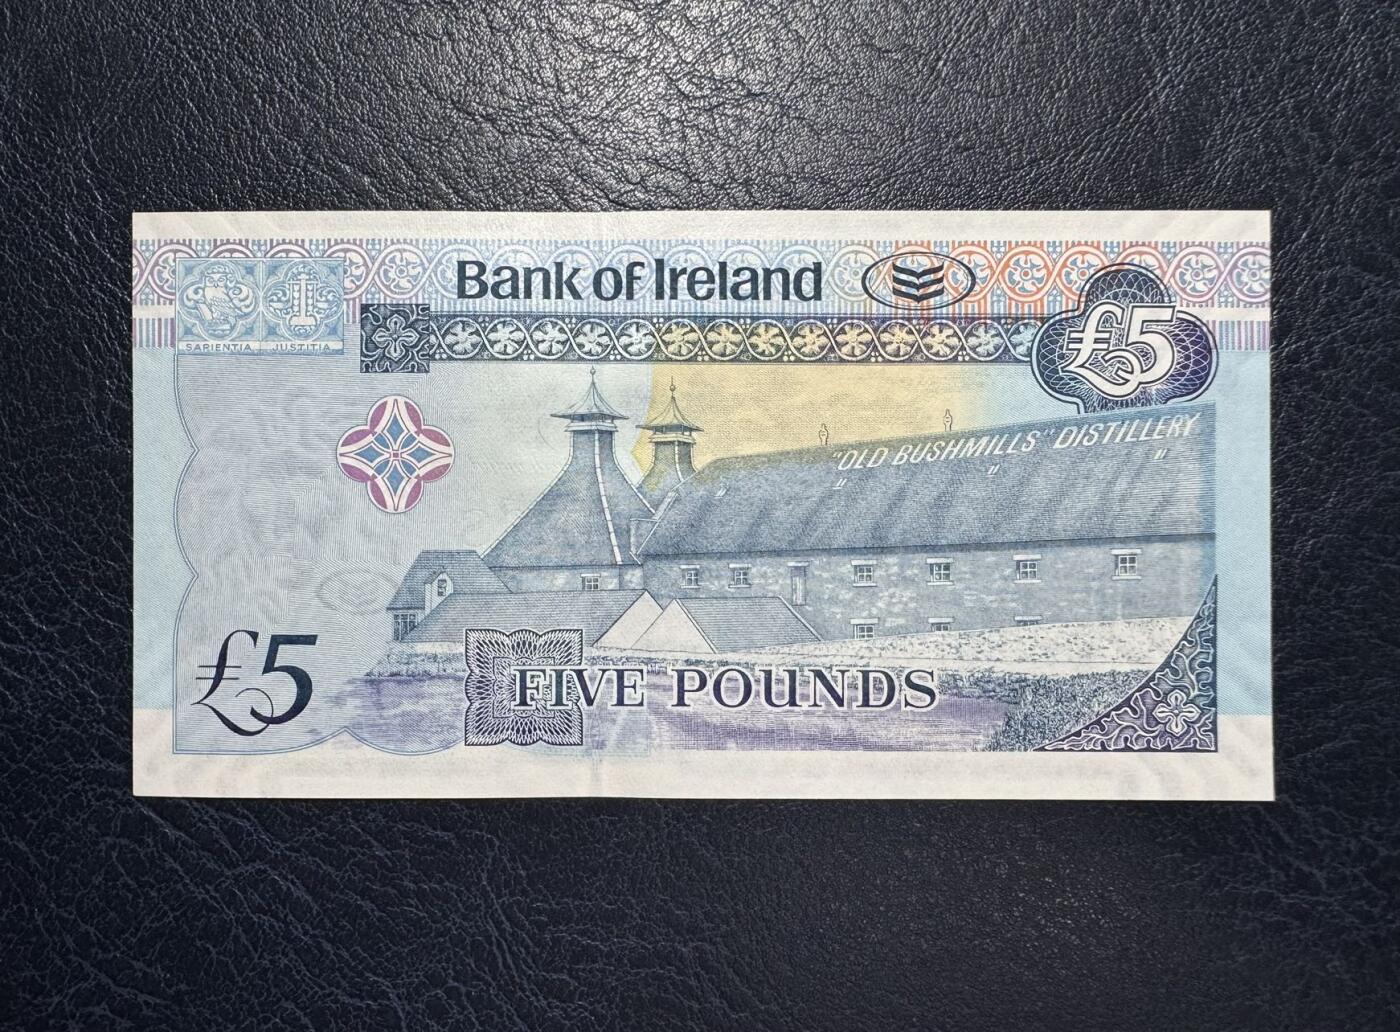 Bank of Ireland
£5
SAPIENTIA JUSTITIA
"OLD BUSHMILLS" DISTILLERY
£5
FIVE POUNDS